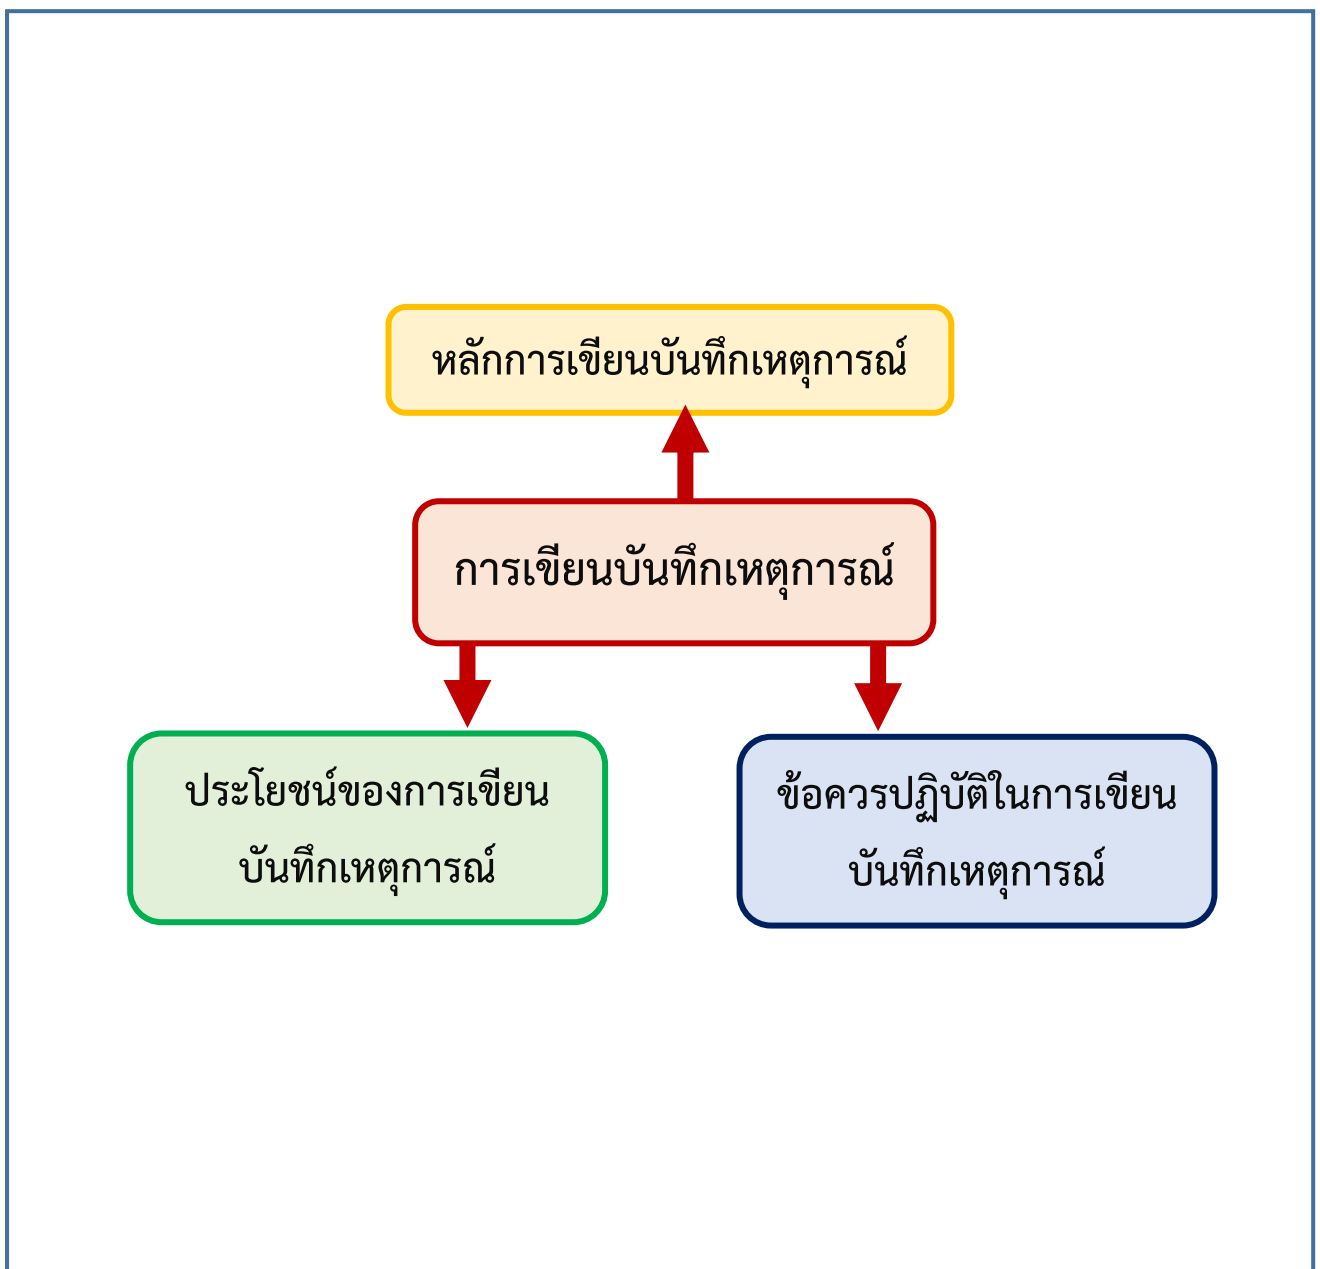 หลักการเขียนบันทึกเหตุการณ์
การเขียนบันทึกเหตุการณ์
ประโยชน์ของการเขียน
บันทึกเหตุการณ์
ข้อควรปฏิบัติในการเขียน
บันทึกเหตุการณ์